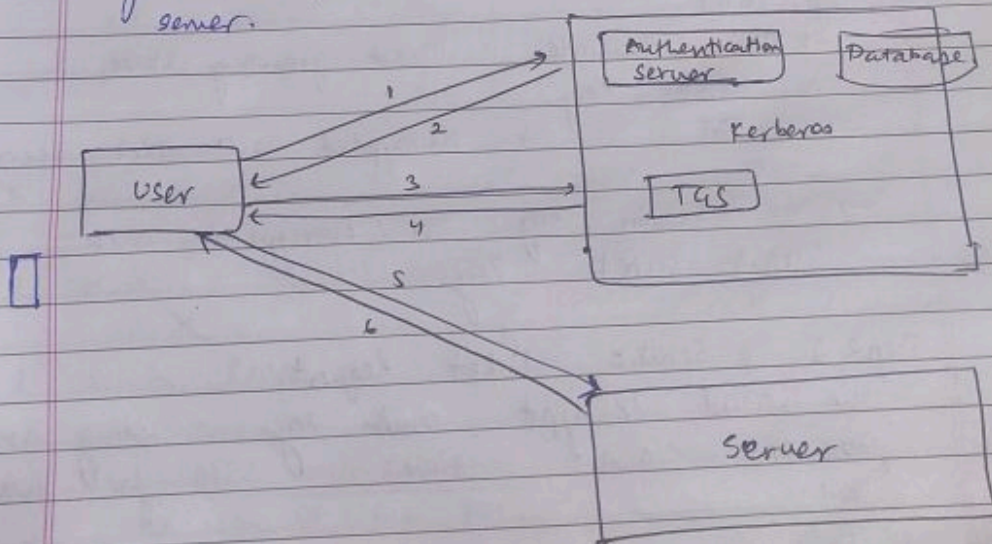 server.
Authentication
Server
Database
1
2
Kerberos
User
3
TGS
4
5
6
Server